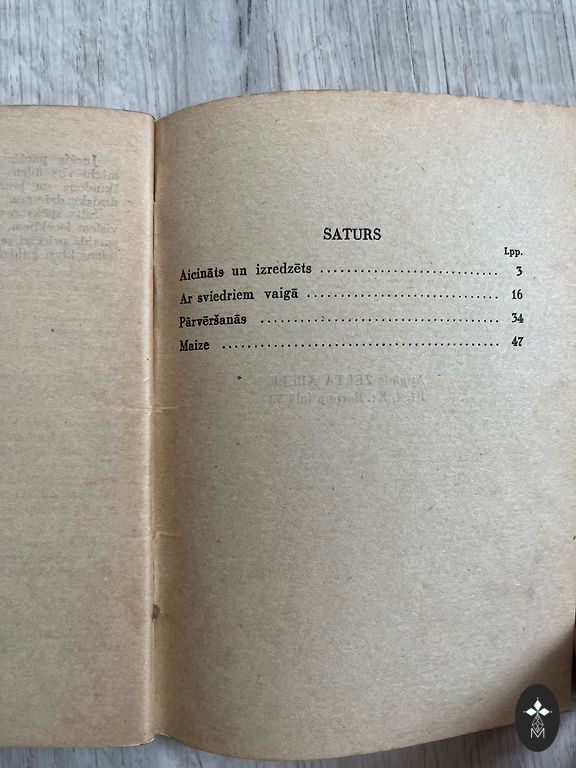 SATURS
Lpp.
Aicināts un izredzēts 3
Ar sviedriem vaigā 16
Pārvēršanās 34
Maize 47
M